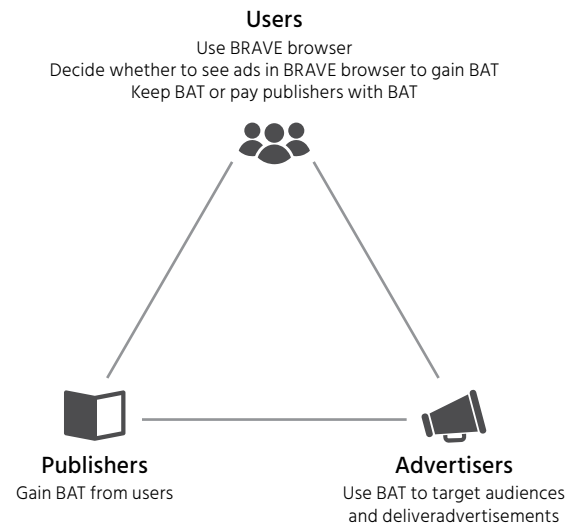 Users
Use BRAVE browser
Decide whether to see ads in BRAVE browser to gain BAT
Keep BAT or pay publishers with BAT
Publishers
Gain BAT from users
Advertisers
Use BAT to target audiences
and deliveradvertisements